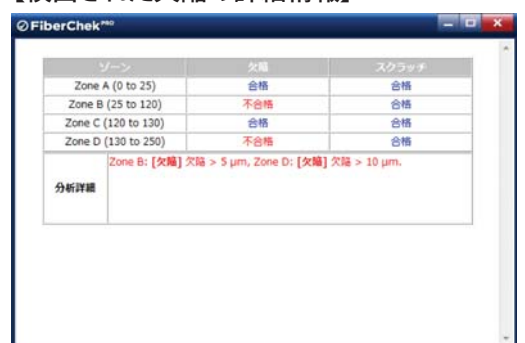 FiberChekPRO
ゾーン 欠陥 スクラッチ
Zone A (0 to 25) 合格 合格
Zone B (25 to 120) 不合格 合格
Zone C (120 to 130) 合格 合格
Zone D (130 to 250) 不合格 合格
分析詳細 Zone B: [欠陥] 欠陥 > 5 μm, Zone D: [欠陥] 欠陥 > 10 μm.